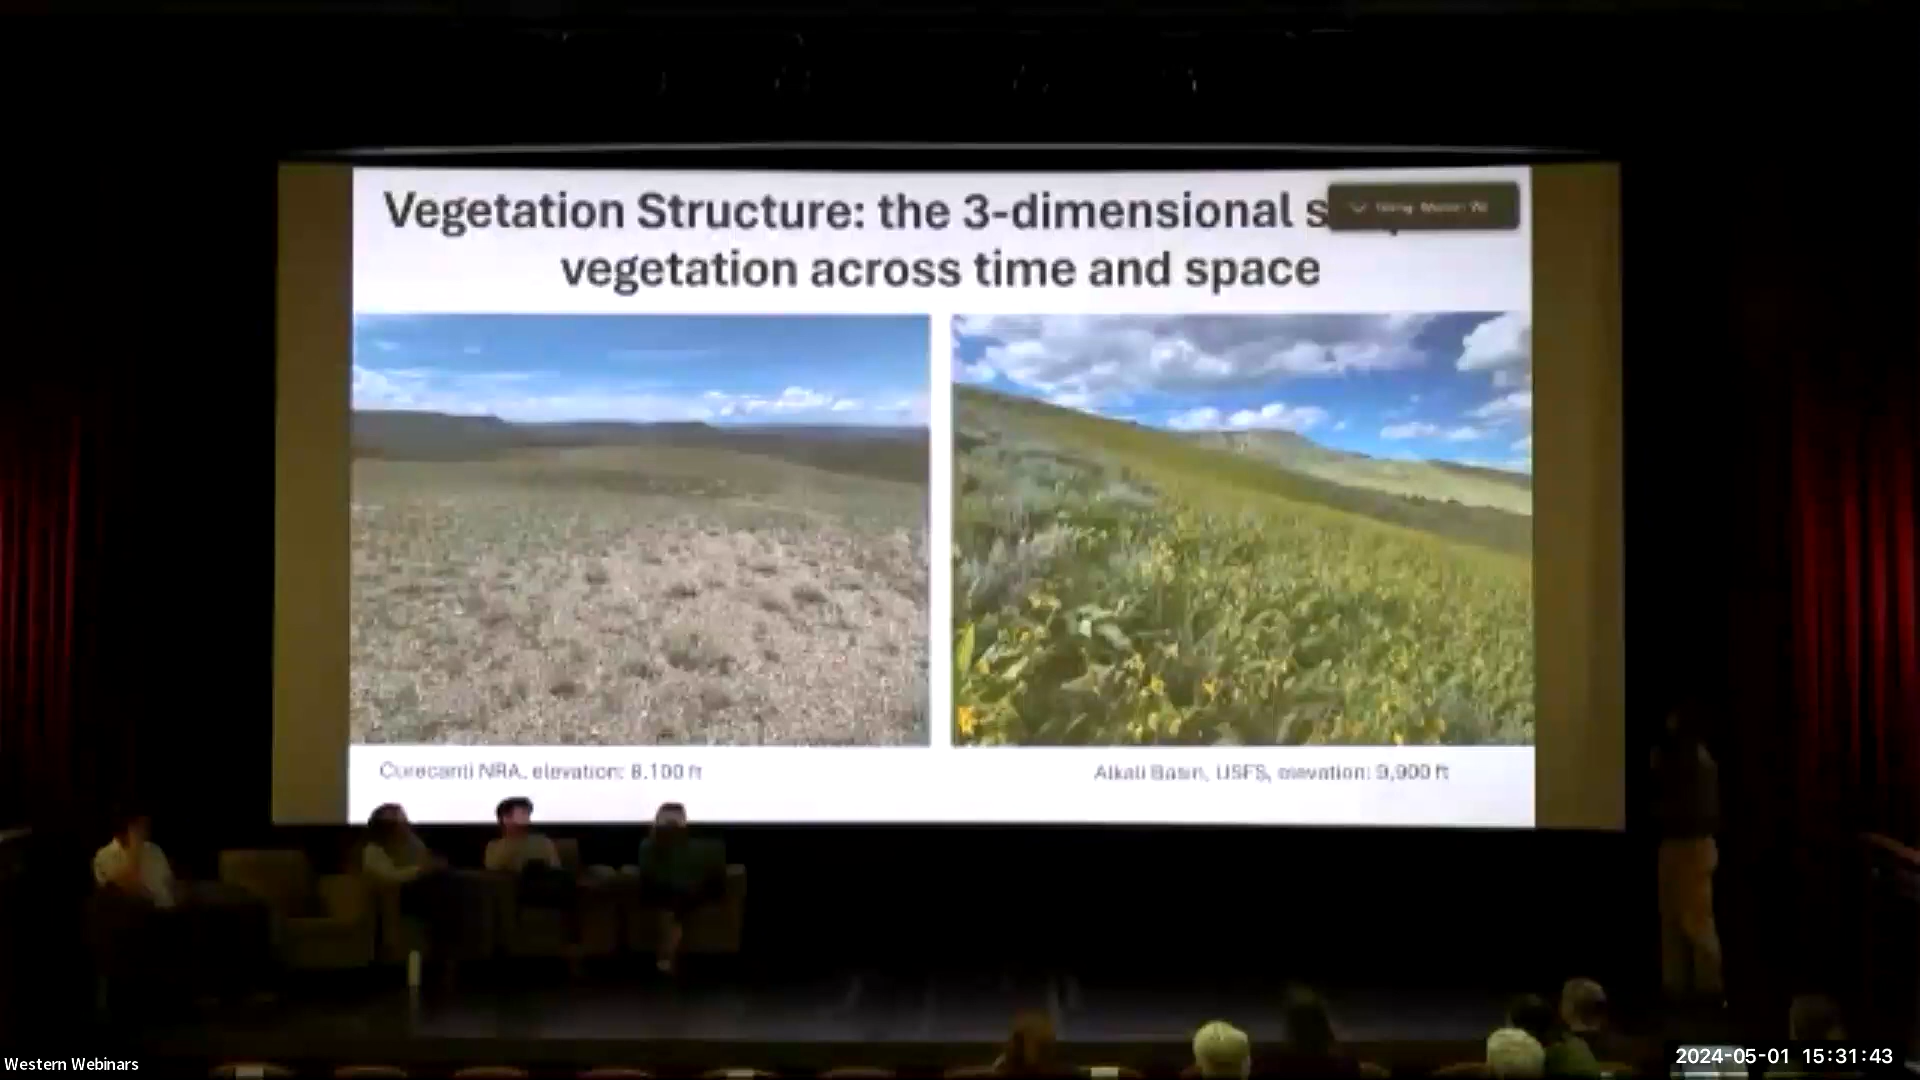 Vegetation Structure: the 3-dimensional s
vegetation across time and space
Curecanti NRA, elevation: 8,100 ft
Alkali Basin, USFS, elevation: 9,900 ft
Western Webinars
2024-05-01 15:31:43